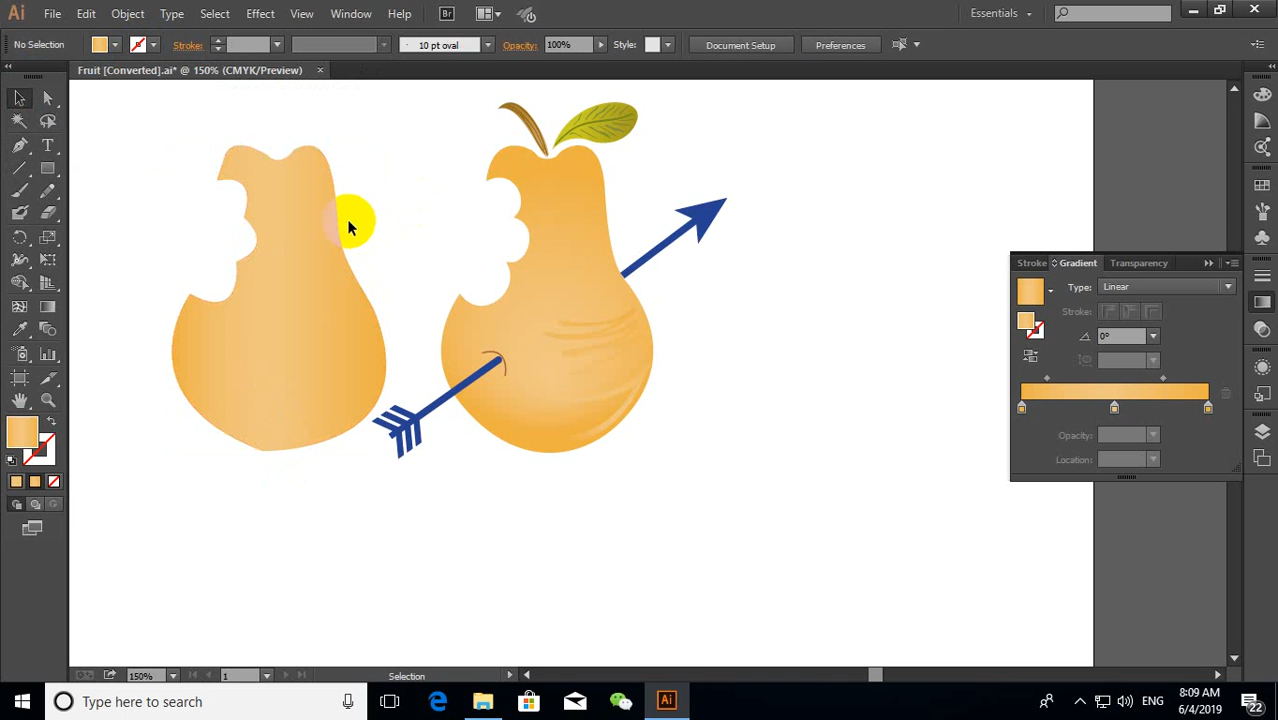 Ai File Edit Object Type Select Effect View Window Help Br Essentials
No Selection Stroke: 10 pt oval Opacity: 100% Style: Document Setup Preferences
Fruit [Converted].ai* @ 150% (CMYK/Preview)
Stroke Gradient Transparency
Type: Linear
Stroke:
0°
Opacity:
Location:
150% 1 Selection
Type here to search Ai ENG 8:09 AM
6/4/2019 22